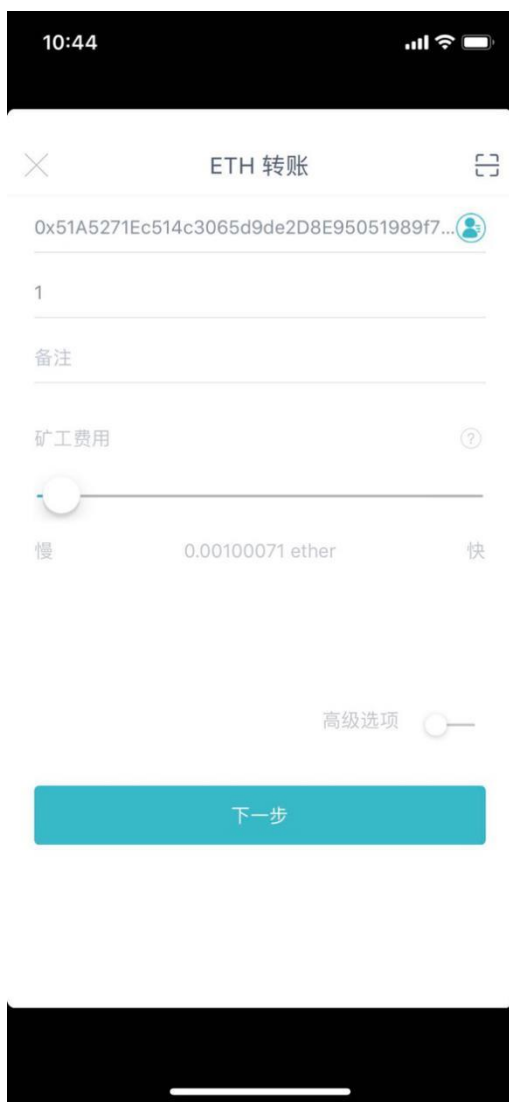 10:44
ETH 转账
0x51A5271Ec514c3065d9de2D8E95051989f7...
1
备注
矿工费用
?
慢 0.00100071 ether 快
高级选项
下一步